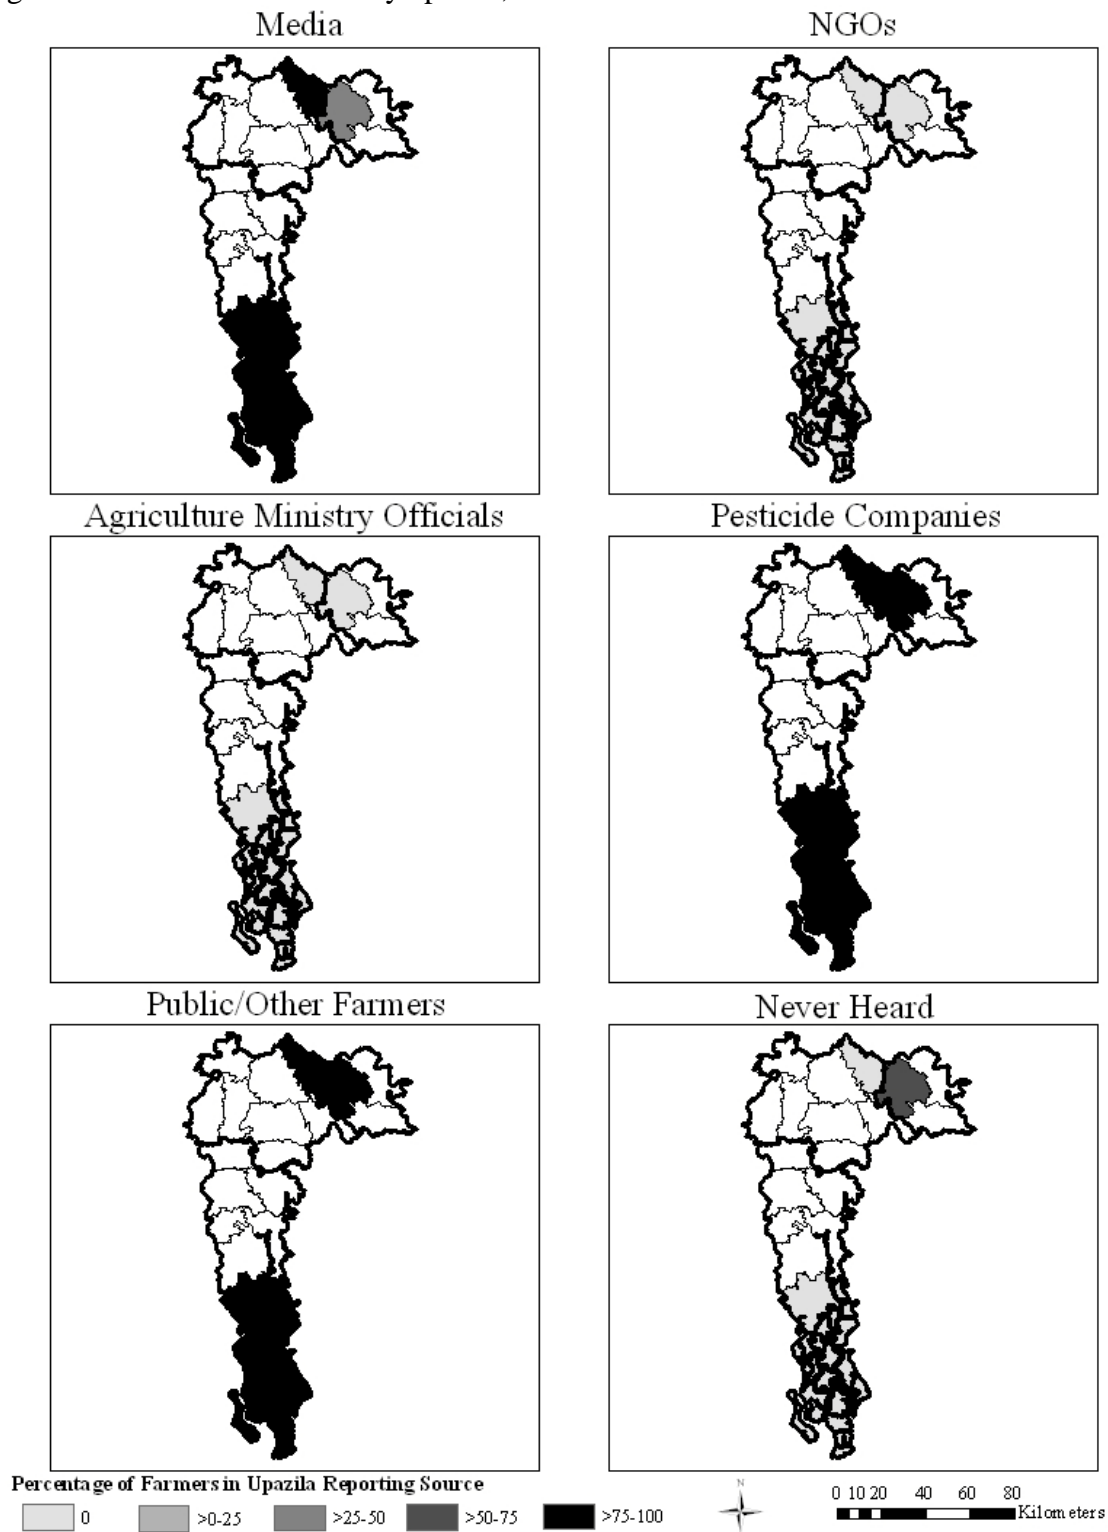 Media
NGOs
Agriculture Ministry Officials
Pesticide Companies
Public/Other Farmers
Never Heard
Percentage of Farmers in Upazila Reporting Source
0
>0-25
>25-50
>50-75
>75-100
N
0 10 20 40 60 80
Kilometers